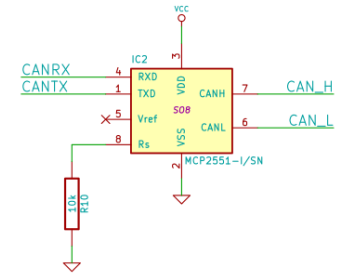 VCC
IC2
3
CANRX
4
RXD
VDD
CANTX
1
TXD
CANH
7
CAN_H
SO8
5
Vref
CANL
6
CAN_L
8
Rs
VSS
2
MCP2551-I/SN
10k
R10